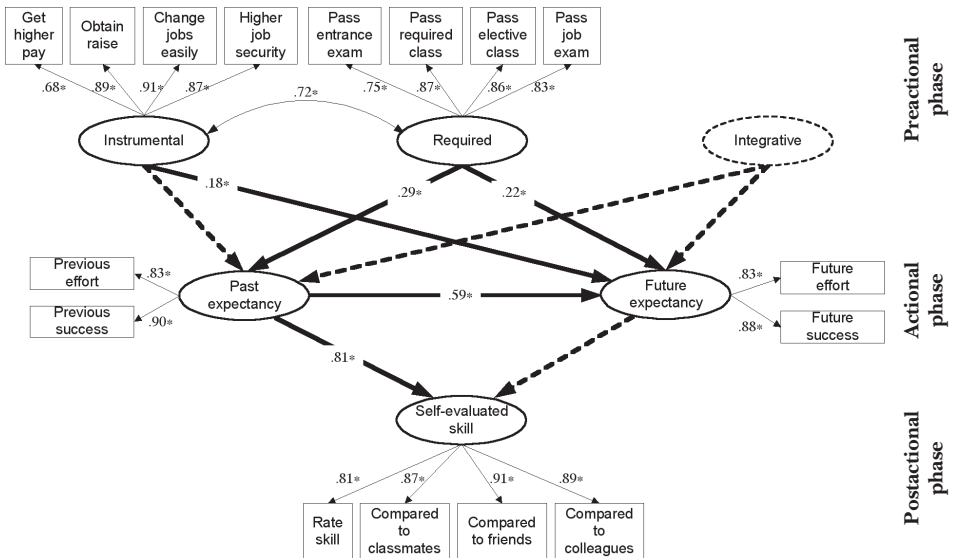 Get higher pay
Obtain raise
Change jobs easily
Higher job security
Pass entrance exam
Pass required class
Pass elective class
Pass job exam
.68*
.89*
.91*
.87*
.75*
.87*
.86*
.83*
.72*
Instrumental
Required
Integrative
Preactional phase
.18*
.29*
.22*
Previous effort
Previous success
.83*
.90*
Past expectancy
.59*
Future expectancy
.83*
.88*
Future effort
Future success
Actional phase
.81*
Self-evaluated skill
.81*
.87*
.91*
.89*
Rate skill
Compared to classmates
Compared to friends
Compared to colleagues
Postactional phase